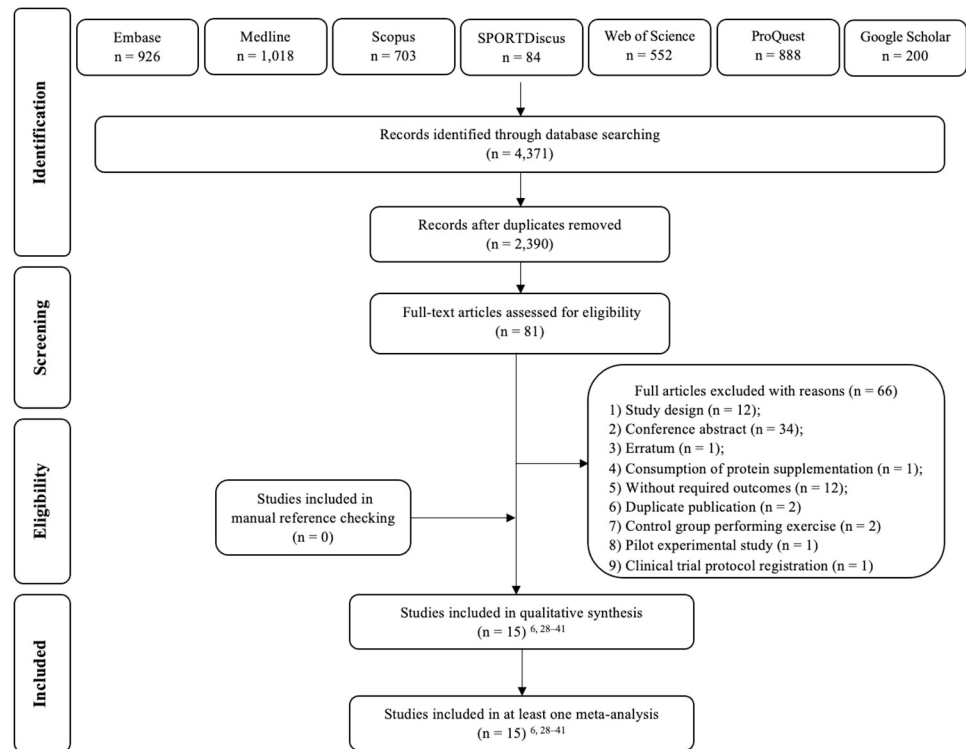 Identification
Embase
n = 926
Medline
n = 1,018
Scopus
n = 703
SPORTDiscus
n = 84
Web of Science
n = 552
ProQuest
n = 888
Google Scholar
n = 200
Records identified through database searching
(n = 4,371)
Records after duplicates removed
(n = 2,390)
Screening
Full-text articles assessed for eligibility
(n = 81)
Eligibility
Full articles excluded with reasons (n = 66)
1) Study design (n = 12);
2) Conference abstract (n = 34);
3) Erratum (n = 1);
4) Consumption of protein supplementation (n = 1);
5) Without required outcomes (n = 12);
6) Duplicate publication (n = 2)
7) Control group performing exercise (n = 2)
8) Pilot experimental study (n = 1)
9) Clinical trial protocol registration (n = 1)
Studies included in
manual reference checking
(n = 0)
Included
Studies included in qualitative synthesis
(n = 15) 6, 28–41
Studies included in at least one meta-analysis
(n = 15) 6, 28–41